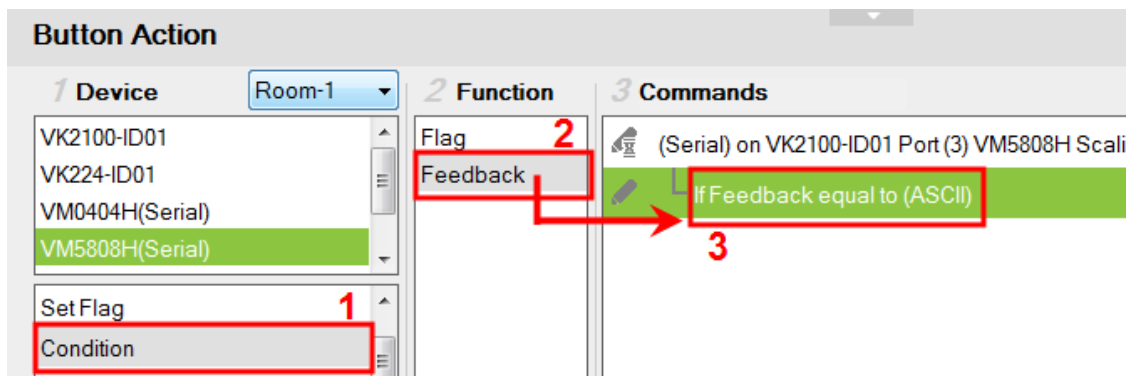 Button Action
1 Device
Room-1
2 Function
3 Commands
VK2100-ID01
VK224-ID01
VM0404H(Serial)
VM5808H(Serial)
Set Flag
1
Condition
Flag
2
Feedback
(Serial) on VK2100-ID01 Port (3) VM5808H Scali
If Feedback equal to (ASCII)
3